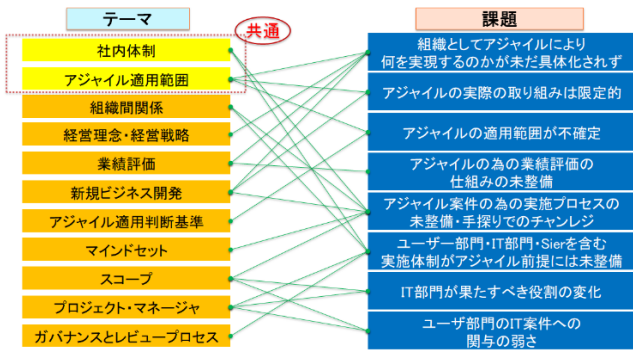 テーマ
共通
課題
社内体制
アジャイル適用範囲
組織間関係
経営理念・経営戦略
業績評価
新規ビジネス開発
アジャイル適用判断基準
マインドセット
スコープ
プロジェクト・マネージャ
ガバナンスとレビュープロセス
組織としてアジャイルにより
何を実現するのかが未だ具体化されず
アジャイルの実際の取り組みは限定的
アジャイルの適用範囲が不確定
アジャイルの為の業績評価の
仕組みの未整備
アジャイル案件の為の実施プロセスの
未整備・手探りでのチャンレジ
ユーザー部門・IT部門・Sierを含む
実施体制がアジャイル前提には未整備
IT部門が果たすべき役割の変化
ユーザ部門のIT案件への
関与の弱さ